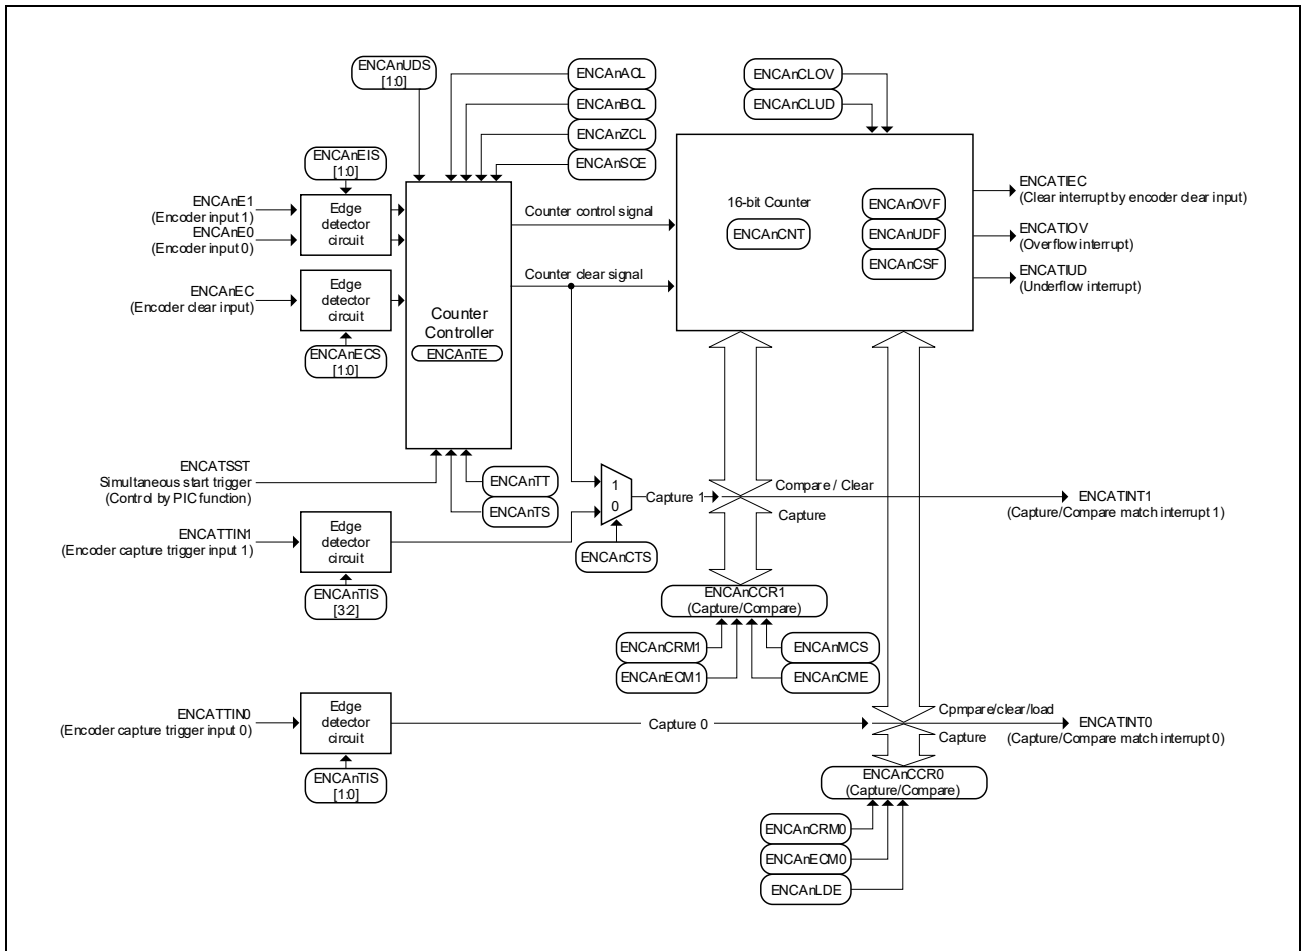 ENCAnUDS
[1:0]
ENCAnACL
ENCAnBCL
ENCAnZCL
ENCAnSCE
ENCAnCLOV
ENCAnCLUD
ENCAnEIS
[1:0]
ENCAnE1
(Encoder input 1)
ENCAnE0
(Encoder input 0)
Edge
detector
circuit
ENCAnEC
(Encoder clear input)
Edge
detector
circuit
ENCAnECS
[1:0]
Counter
Controller
ENCAnTE
Counter control signal
Counter clear signal
16-bit Counter
ENCAnCNT
ENCAnOVF
ENCAnUDF
ENCAnCSF
ENCATIEC
(Clear interrupt by encoder clear input)
ENCATIOV
(Overflow interrupt)
ENCATIUD
(Underflow interrupt)
ENCATSST
Simultaneous start trigger
(Control by PIC function)
ENCAnTT
ENCAnTS
ENCATTIN1
(Encoder capture trigger input 1)
Edge
detector
circuit
ENCAnTIS
[3:2]
1
0
ENCAnCTS
Capture 1
Compare / Clear
Capture
ENCATINT1
(Capture/Compare match interrupt 1)
ENCAnCCR1
(Capture/Compare)
ENCAnCRM1
ENCAnECM1
ENCAnMCS
ENCAnCME
ENCATTIN0
(Encoder capture trigger input 0)
Edge
detector
circuit
ENCAnTIS
[1:0]
Capture 0
Cpmpare/clear/load
Capture
ENCATINT0
(Capture/Compare match interrupt 0)
ENCAnCCR0
(Capture/Compare)
ENCAnCRM0
ENCAnECM0
ENCAnLDE